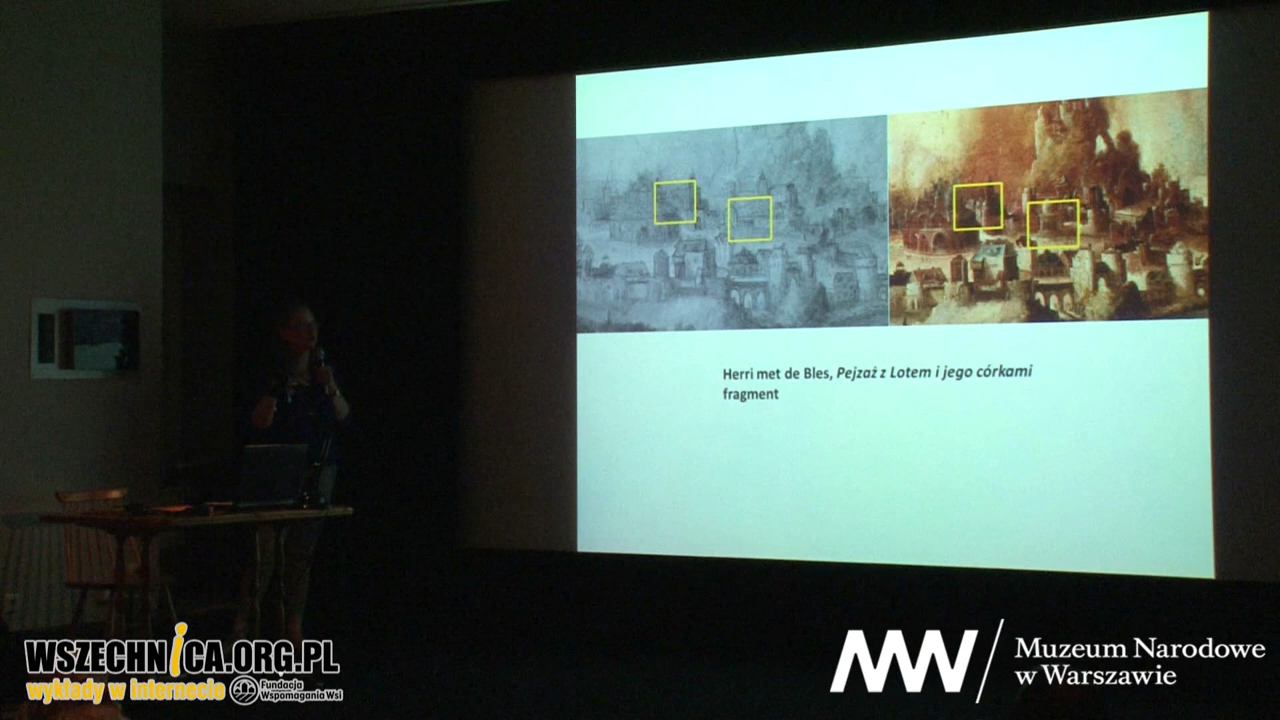 Herri met de Bles, Pejzaż z Lotem i jego córkami
fragment
WSZECHNICA.ORG.PL
wykłady w internecie
Fundacja
Wspomagania Wsi
Muzeum Narodowe
w Warszawie